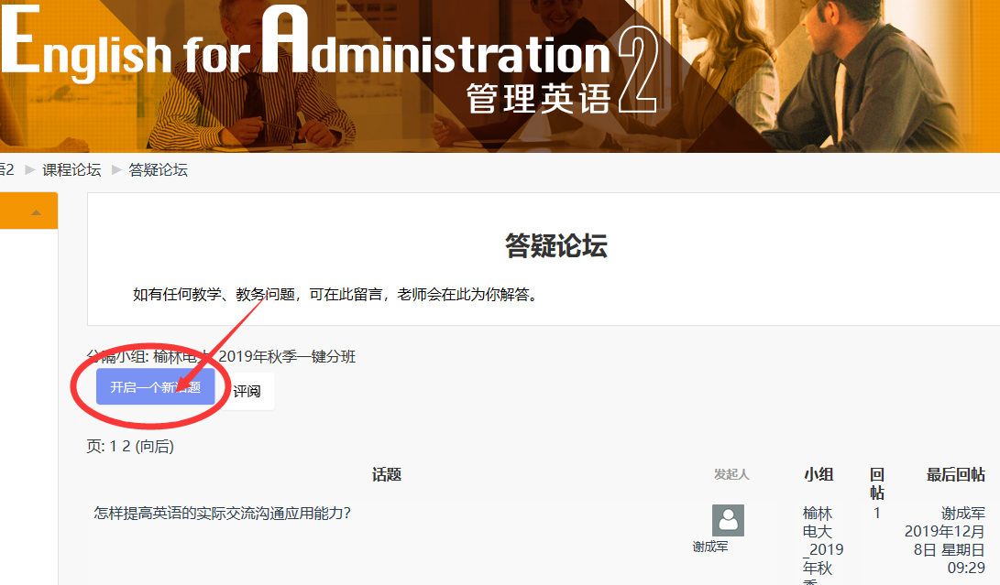 English for Administration 2
管理英语
语2 ▶ 课程论坛 ▶ 答疑论坛
答疑论坛
如有任何教学、教务问题，可在此留言，老师会在此为你解答。
分隔小组: 榆林电大_2019年秋季一键分班
开启一个新话题
评阅
页: 1 2 (向后)
话题 发起人 小组 回帖 最后回帖
怎样提高英语的实际交流沟通应用能力?
谢成军
榆林
电大
_2019
年秋
季
1
谢成军
2019年12月
8日 星期日
09:29